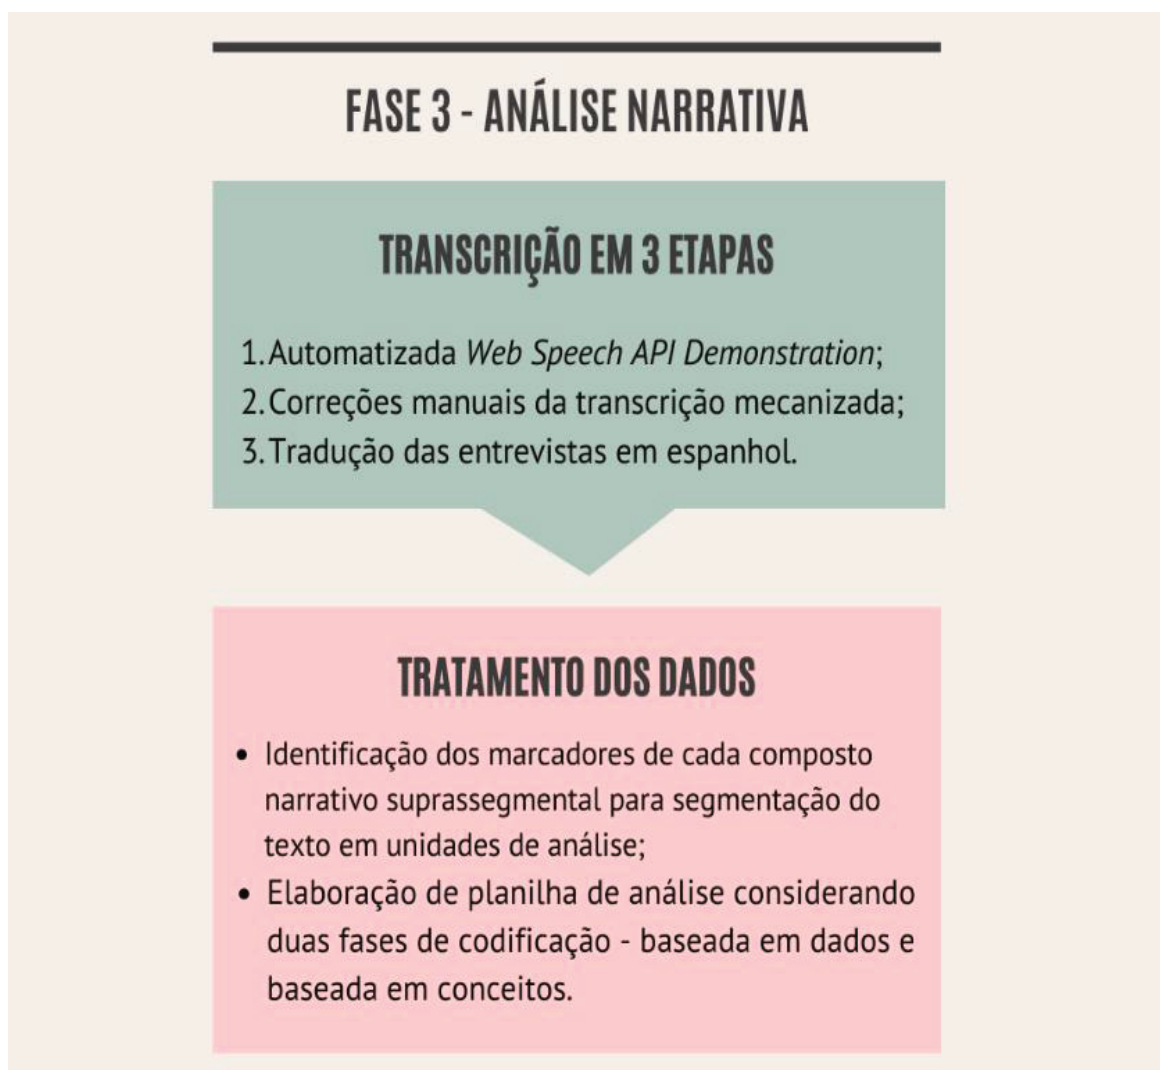 FASE 3 - ANÁLISE NARRATIVA
TRANSCRIÇÃO EM 3 ETAPAS
1. Automatizada Web Speech API Demonstration;
2. Correções manuais da transcrição mecanizada;
3. Tradução das entrevistas em espanhol.
TRATAMENTO DOS DADOS
• Identificação dos marcadores de cada composto
narrativo suprassegmental para segmentação do
texto em unidades de análise;
• Elaboração de planilha de análise considerando
duas fases de codificação - baseada em dados e
baseada em conceitos.